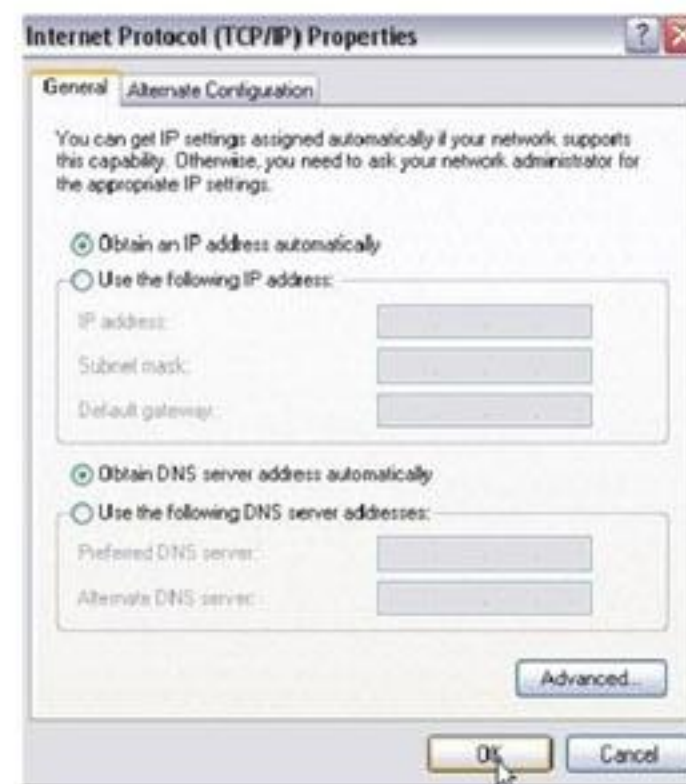 Internet Protocol (TCP/IP) Properties
?
General
Alternate Configuration
You can get IP settings assigned automatically if your network supports
this capability. Otherwise, you need to ask your network administrator for
the appropriate IP settings.
Obtain an IP address automatically
Use the following IP address:
IP address:
Subnet mask:
Default gateway:
Obtain DNS server address automatically
Use the following DNS server addresses:
Preferred DNS server:
Alternate DNS server:
Advanced...
OK
Cancel